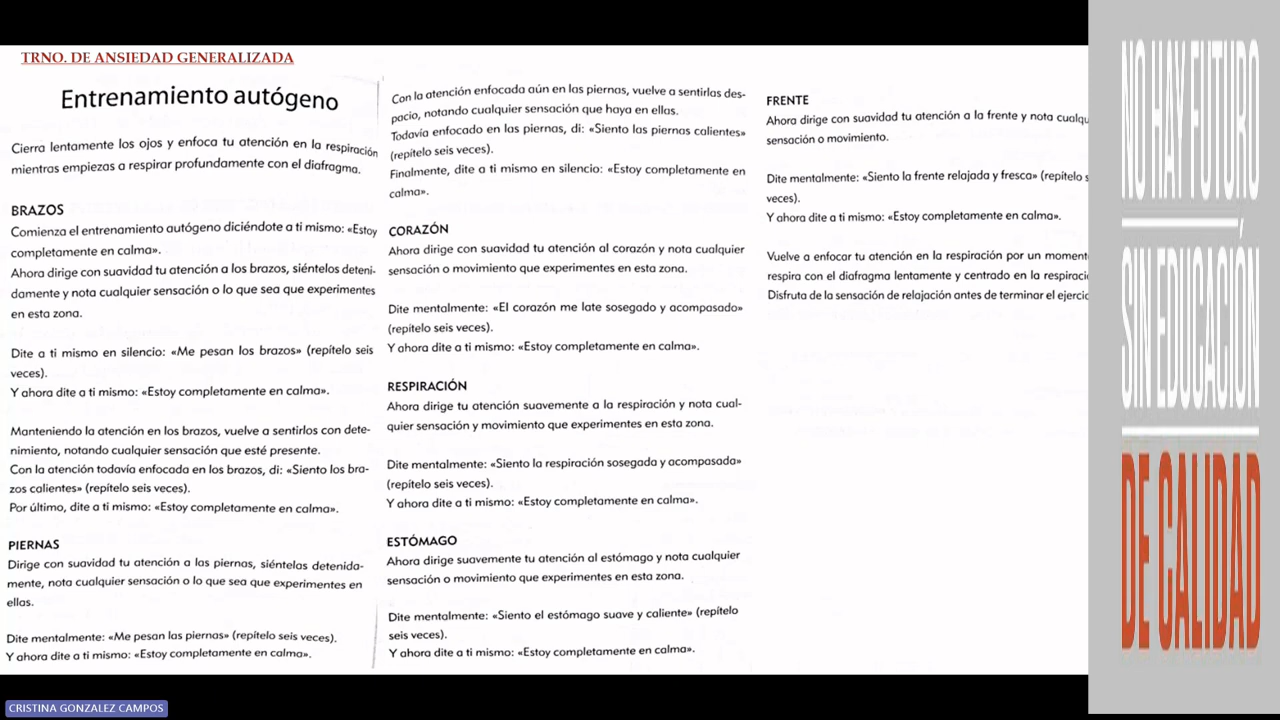 TRNO. DE ANSIEDAD GENERALIZADA
Entrenamiento autógeno
Cierra lentamente los ojos y enfoca tu atención en la respiración
mientras empiezas a respirar profundamente con el diafragma.
BRAZOS
Comienza el entrenamiento autógeno diciéndote a ti mismo: «Estoy
completamente en calma».
Ahora dirige con suavidad tu atención a los brazos, siéntelos deteni-
damente y nota cualquier sensación o lo que sea que experimentes
en esta zona.
Dite a ti mismo en silencio: «Me pesan los brazos» (repítelo seis
veces).
Y ahora dite a ti mismo: «Estoy completamente en calma».
Manteniendo la atención en los brazos, vuelve a sentirlos con dete-
nimiento, notando cualquier sensación que esté presente.
Con la atención todavía enfocada en los brazos, di: «Siento los bra-
zos calientes» (repítelo seis veces).
Por último, dite a ti mismo: «Estoy completamente en calma».
PIERNAS
Dirige con suavidad tu atención a las piernas, siéntelas detenida-
mente, nota cualquier sensación o lo que sea que experimentes en
ellas.
Dite mentalmente: «Me pesan las piernas» (repítelo seis veces).
Y ahora dite a ti mismo: «Estoy completamente en calma».
Con la atención enfocada aún en las piernas, vuelve a sentirlas des-
pacio, notando cualquier sensación que haya en ellas.
Todavía enfocado en las piernas, di: «Siento las piernas calientes»
(repítelo seis veces).
Finalmente, dite a ti mismo en silencio: «Estoy completamente en
calma».
CORAZÓN
Ahora dirige con suavidad tu atención al corazón y nota cualquier
sensación o movimiento que experimentes en esta zona.
Dite mentalmente: «El corazón me late sosegado y acompasado»
(repítelo seis veces).
Y ahora dite a ti mismo: «Estoy completamente en calma».
RESPIRACIÓN
Ahora dirige tu atención suavemente a la respiración y nota cual-
quier sensación y movimiento que experimentes en esta zona.
Dite mentalmente: «Siento la respiración sosegada y acompasada»
(repítelo seis veces).
Y ahora dite a ti mismo: «Estoy completamente en calma».
ESTÓMAGO
Ahora dirige suavemente tu atención al estómago y nota cualquier
sensación o movimiento que experimentes en esta zona.
Dite mentalmente: «Siento el estómago suave y caliente» (repítelo
seis veces).
Y ahora dite a ti mismo: «Estoy completamente en calma».
FRENTE
Ahora dirige con suavidad tu atención a la frente y nota cualqu
sensación o movimiento.
Dite mentalmente: «Siento la frente relajada y fresca» (repítelo s
veces).
Y ahora dite a ti mismo: «Estoy completamente en calma».
Vuelve a enfocar tu atención en la respiración por un moment
respira con el diafragma lentamente y centrado en la respiraci
Disfruta de la sensación de relajación antes de terminar el ejercic
NO HAY FUTURO
SIN EDUCACIÓN
DE CALIDAD
CRISTINA GONZALEZ CAMPOS